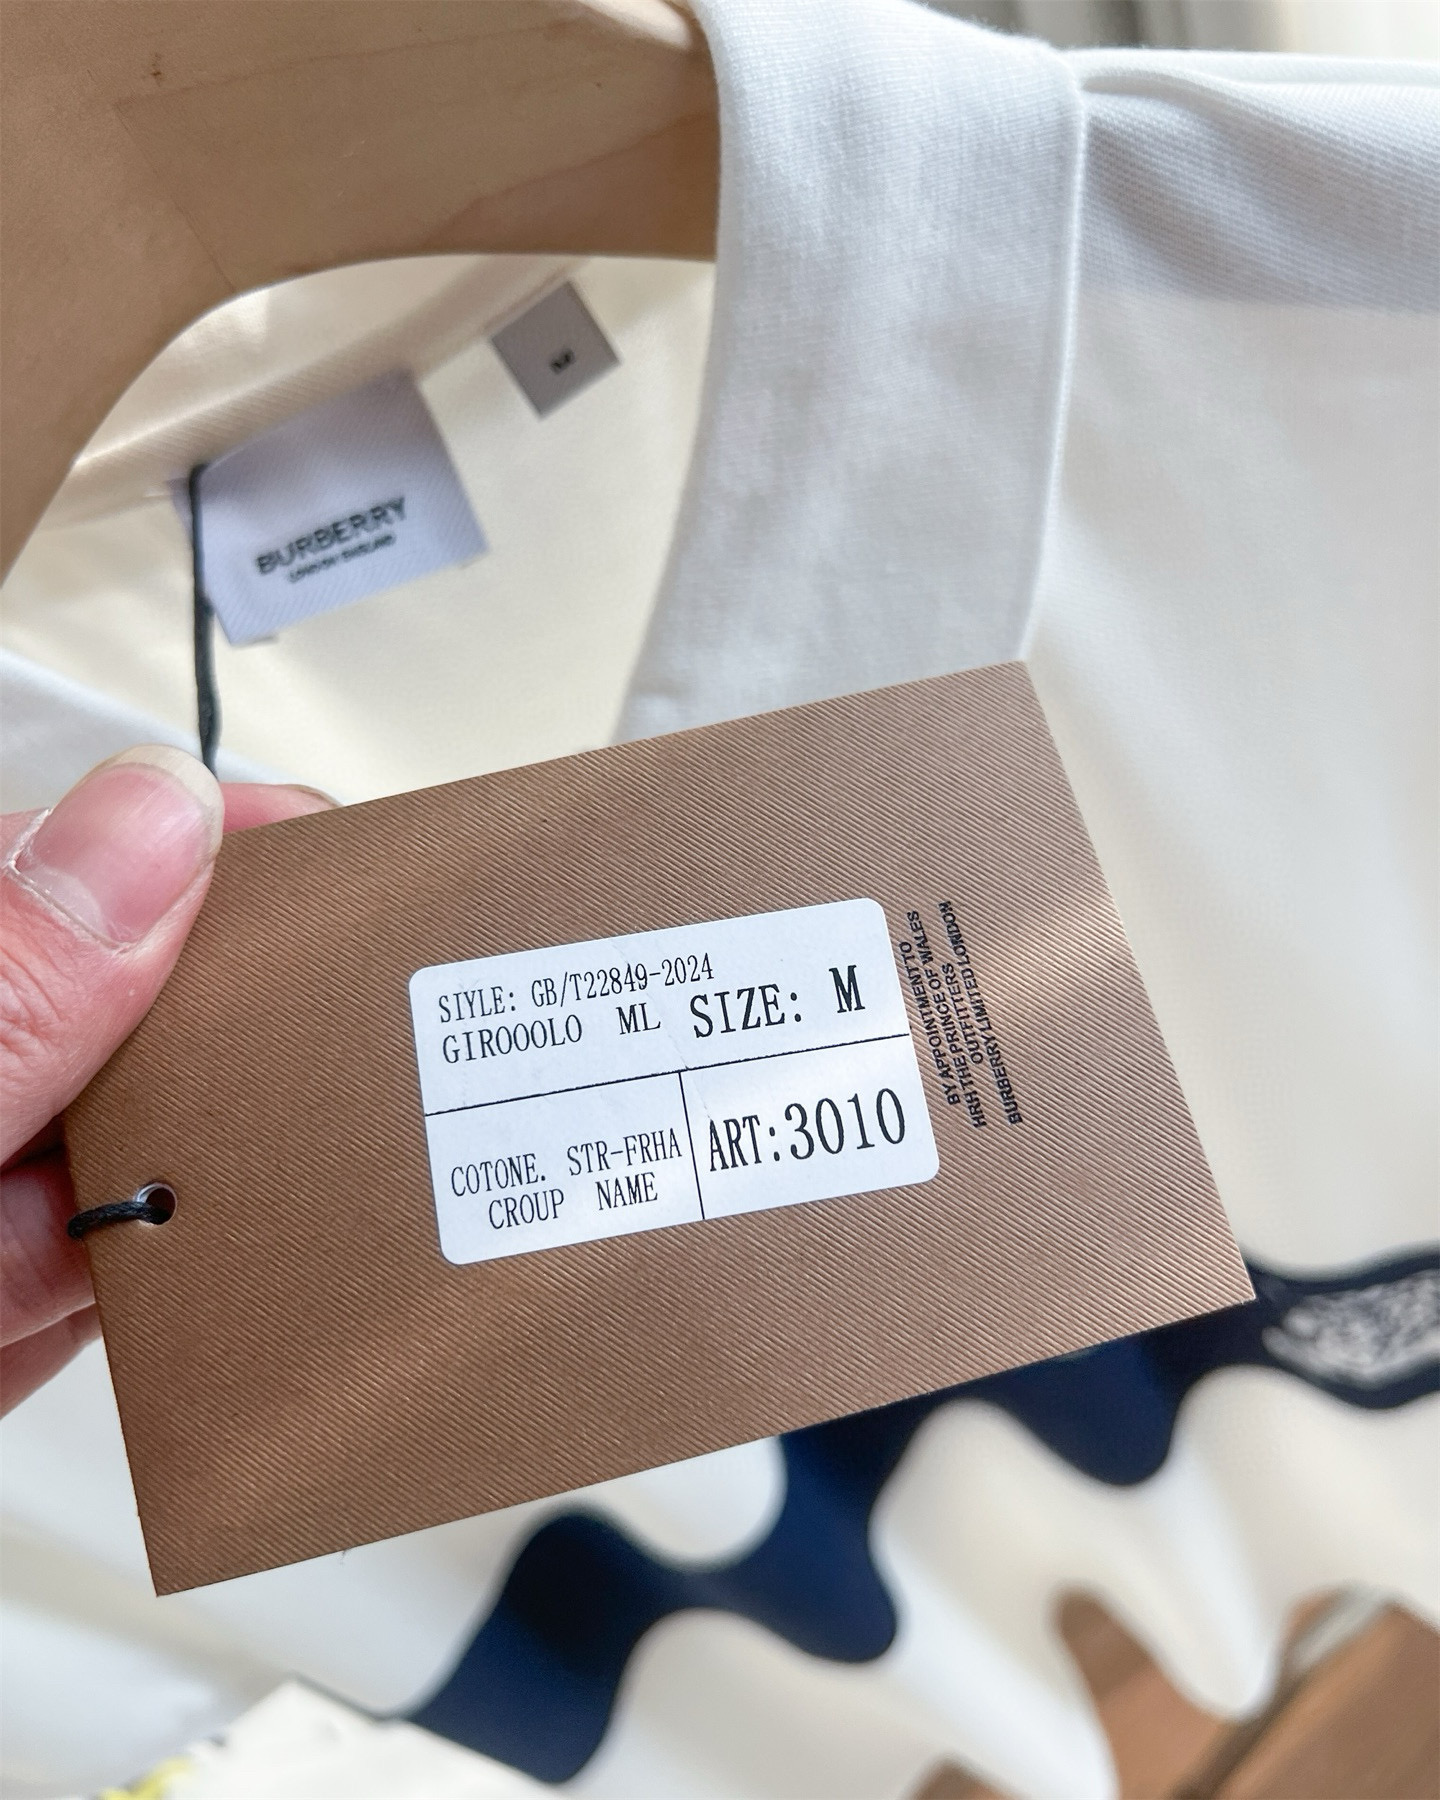 BURBERRY
LONDON ENGLAND
SIYLE: GB/T22849-2024
GIROOOLO ML SIZE: M
COTONE. STR-FRHA
CROUP NAME
ART:3010
BY APPOINTMENT TO
HRH THE PRINCE OF WALES
OUTFITTERS
BURBERRY LIMITED LONDON